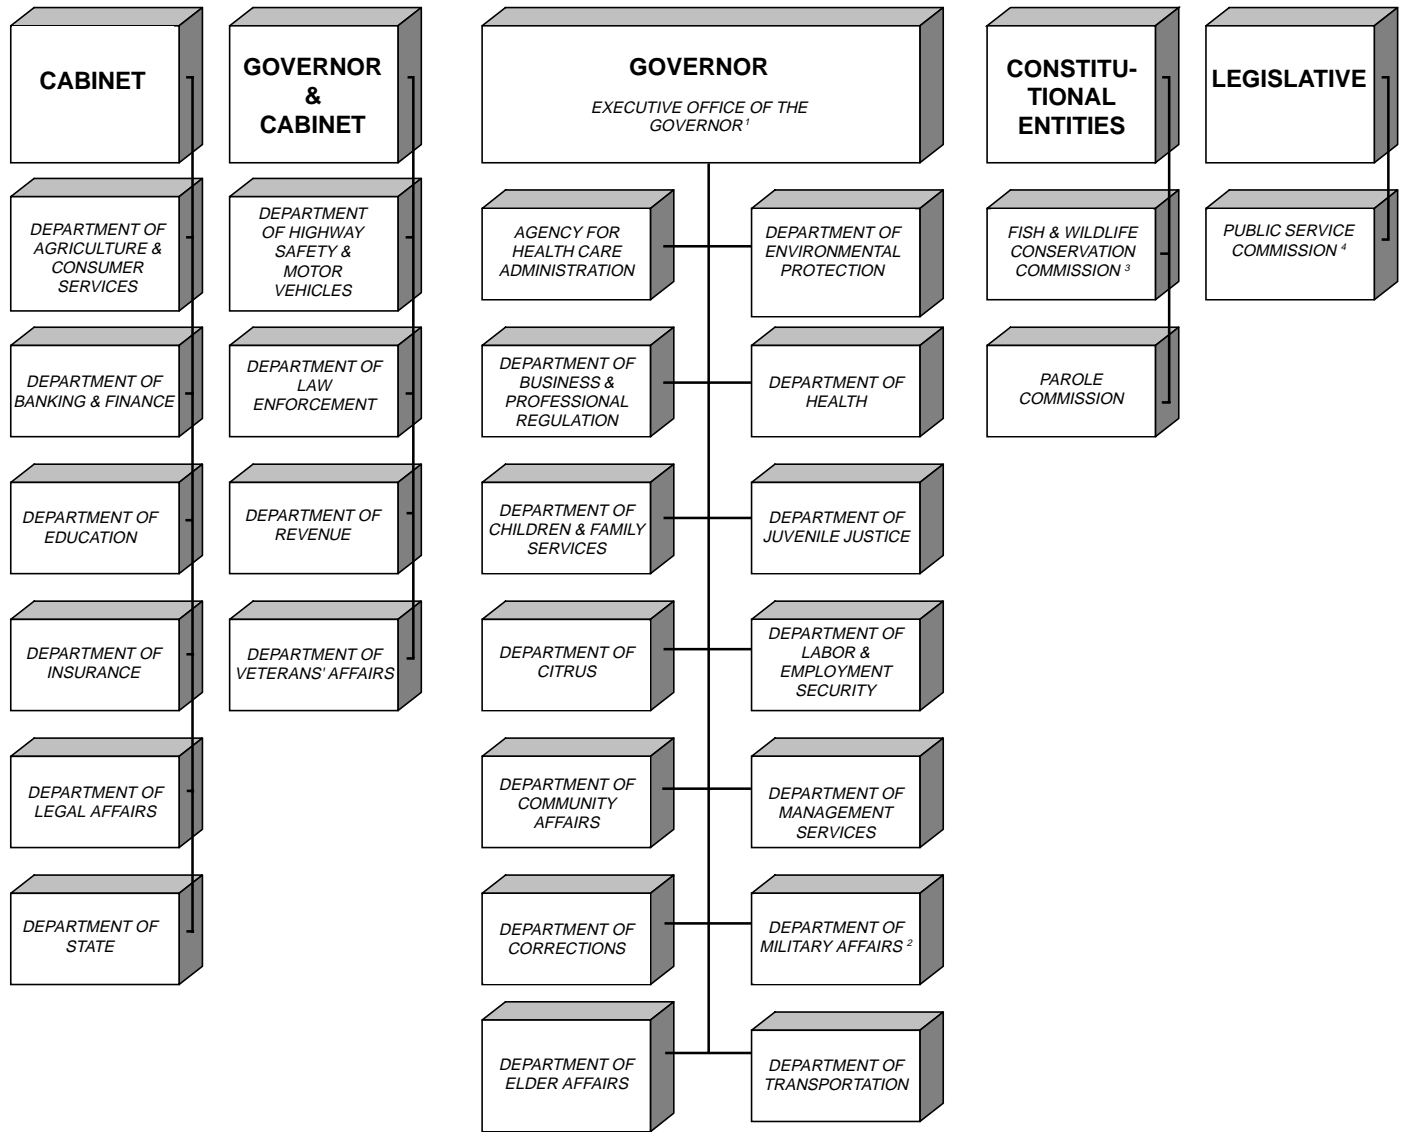 CABINET
DEPARTMENT OF
AGRICULTURE &
CONSUMER
SERVICES
DEPARTMENT OF
BANKING & FINANCE
DEPARTMENT OF
EDUCATION
DEPARTMENT OF
INSURANCE
DEPARTMENT OF
LEGAL AFFAIRS
DEPARTMENT OF
STATE
GOVERNOR
&
CABINET
DEPARTMENT
OF HIGHWAY
SAFETY &
MOTOR
VEHICLES
DEPARTMENT OF
LAW
ENFORCEMENT
DEPARTMENT OF
REVENUE
DEPARTMENT OF
VETERANS' AFFAIRS
GOVERNOR
EXECUTIVE OFFICE OF THE
GOVERNOR 1
AGENCY FOR
HEALTH CARE
ADMINISTRATION
DEPARTMENT OF
ENVIRONMENTAL
PROTECTION
DEPARTMENT OF
BUSINESS &
PROFESSIONAL
REGULATION
DEPARTMENT OF
HEALTH
DEPARTMENT OF
CHILDREN & FAMILY
SERVICES
DEPARTMENT OF
JUVENILE JUSTICE
DEPARTMENT OF
CITRUS
DEPARTMENT OF
LABOR &
EMPLOYMENT
SECURITY
DEPARTMENT OF
COMMUNITY
AFFAIRS
DEPARTMENT OF
MANAGEMENT
SERVICES
DEPARTMENT OF
CORRECTIONS
DEPARTMENT OF
MILITARY AFFAIRS 2
DEPARTMENT OF
ELDER AFFAIRS
DEPARTMENT OF
TRANSPORTATION
CONSTITU-
TIONAL
ENTITIES
FISH & WILDLIFE
CONSERVATION
COMMISSION 3
PAROLE
COMMISSION
LEGISLATIVE
PUBLIC SERVICE
COMMISSION 4